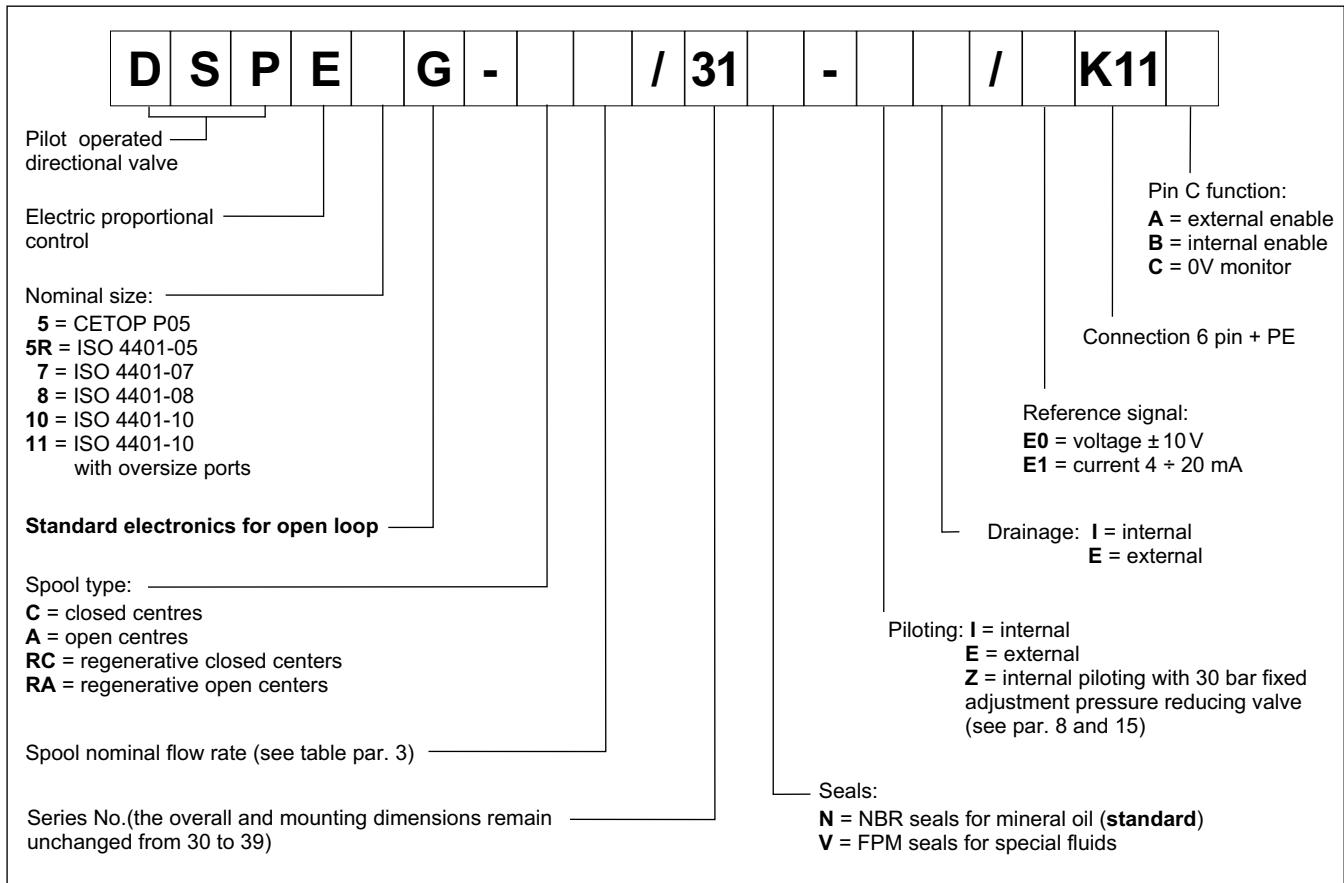 D S P E G - / 31 - / K11
Pilot operated
directional valve
Electric proportional
control
Nominal size:
5 = CETOP P05
5R = ISO 4401-05
7 = ISO 4401-07
8 = ISO 4401-08
10 = ISO 4401-10
11 = ISO 4401-10
with oversize ports
Standard electronics for open loop
Spool type:
C = closed centres
A = open centres
RC = regenerative closed centers
RA = regenerative open centers
Spool nominal flow rate (see table par. 3)
Series No.(the overall and mounting dimensions remain
unchanged from 30 to 39)
Pin C function:
A = external enable
B = internal enable
C = 0V monitor
Connection 6 pin + PE
Reference signal:
E0 = voltage ± 10 V
E1 = current 4 ÷ 20 mA
Drainage: I = internal
E = external
Piloting: I = internal
E = external
Z = internal piloting with 30 bar fixed
adjustment pressure reducing valve
(see par. 8 and 15)
Seals:
N = NBR seals for mineral oil (standard)
V = FPM seals for special fluids